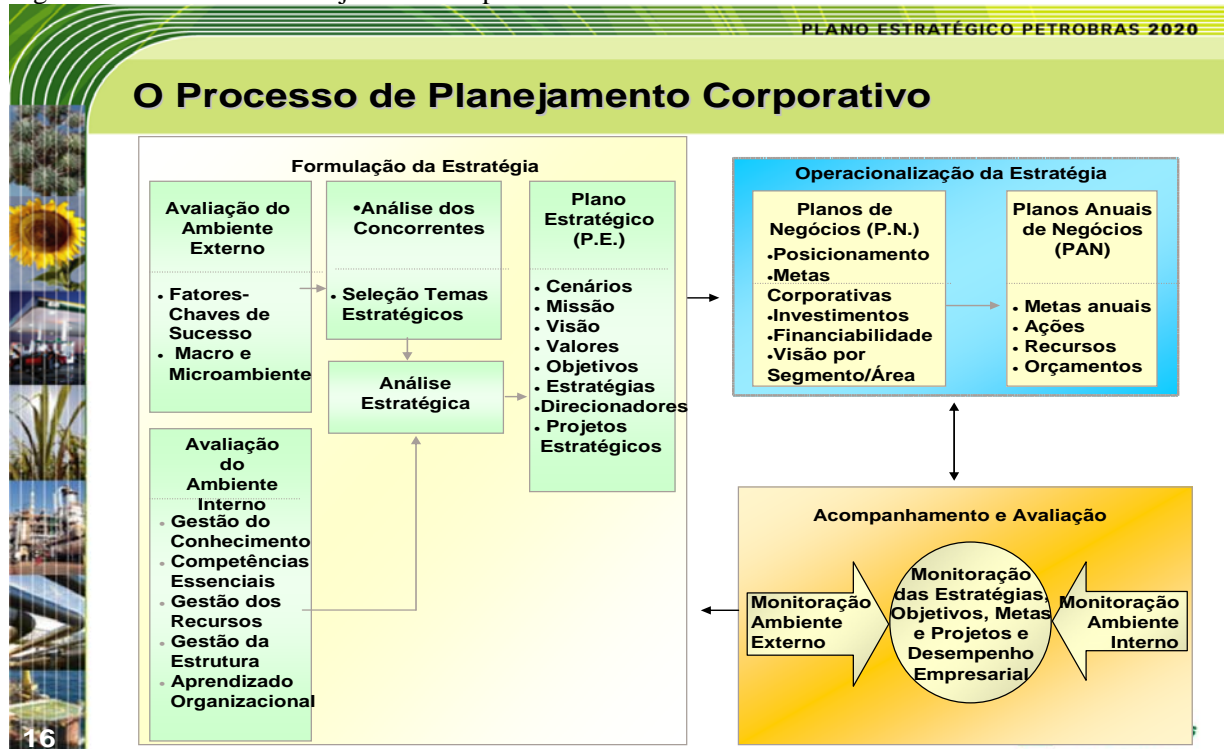 PLANO ESTRATÉGICO PETROBRAS 2020
O Processo de Planejamento Corporativo
Formulação da Estratégia
Avaliação do
Ambiente
Externo
• Fatores-
Chaves de
Sucesso
• Macro e
Microambiente
•Análise dos
Concorrentes
• Seleção Temas
Estratégicos
Análise
Estratégica
Plano
Estratégico
(P.E.)
• Cenários
• Missão
• Visão
• Valores
• Objetivos
• Estratégias
•Direcionadores
• Projetos
Estratégicos
Avaliação
do
Ambiente
Interno
• Gestão do
Conhecimento
• Competências
Essenciais
• Gestão dos
Recursos
• Gestão da
Estrutura
• Aprendizado
Organizacional
Operacionalização da Estratégia
Planos de
Negócios (P.N.)
•Posicionamento
•Metas
Corporativas
•Investimentos
•Financiabilidade
•Visão por
Segmento/Área
Planos Anuais
de Negócios
(PAN)
• Metas anuais
• Ações
• Recursos
• Orçamentos
Acompanhamento e Avaliação
Monitoração
Ambiente
Externo
Monitoração
das Estratégias,
Objetivos, Metas
e Projetos e
Desempenho
Empresarial
Monitoração
Ambiente
Interno
16